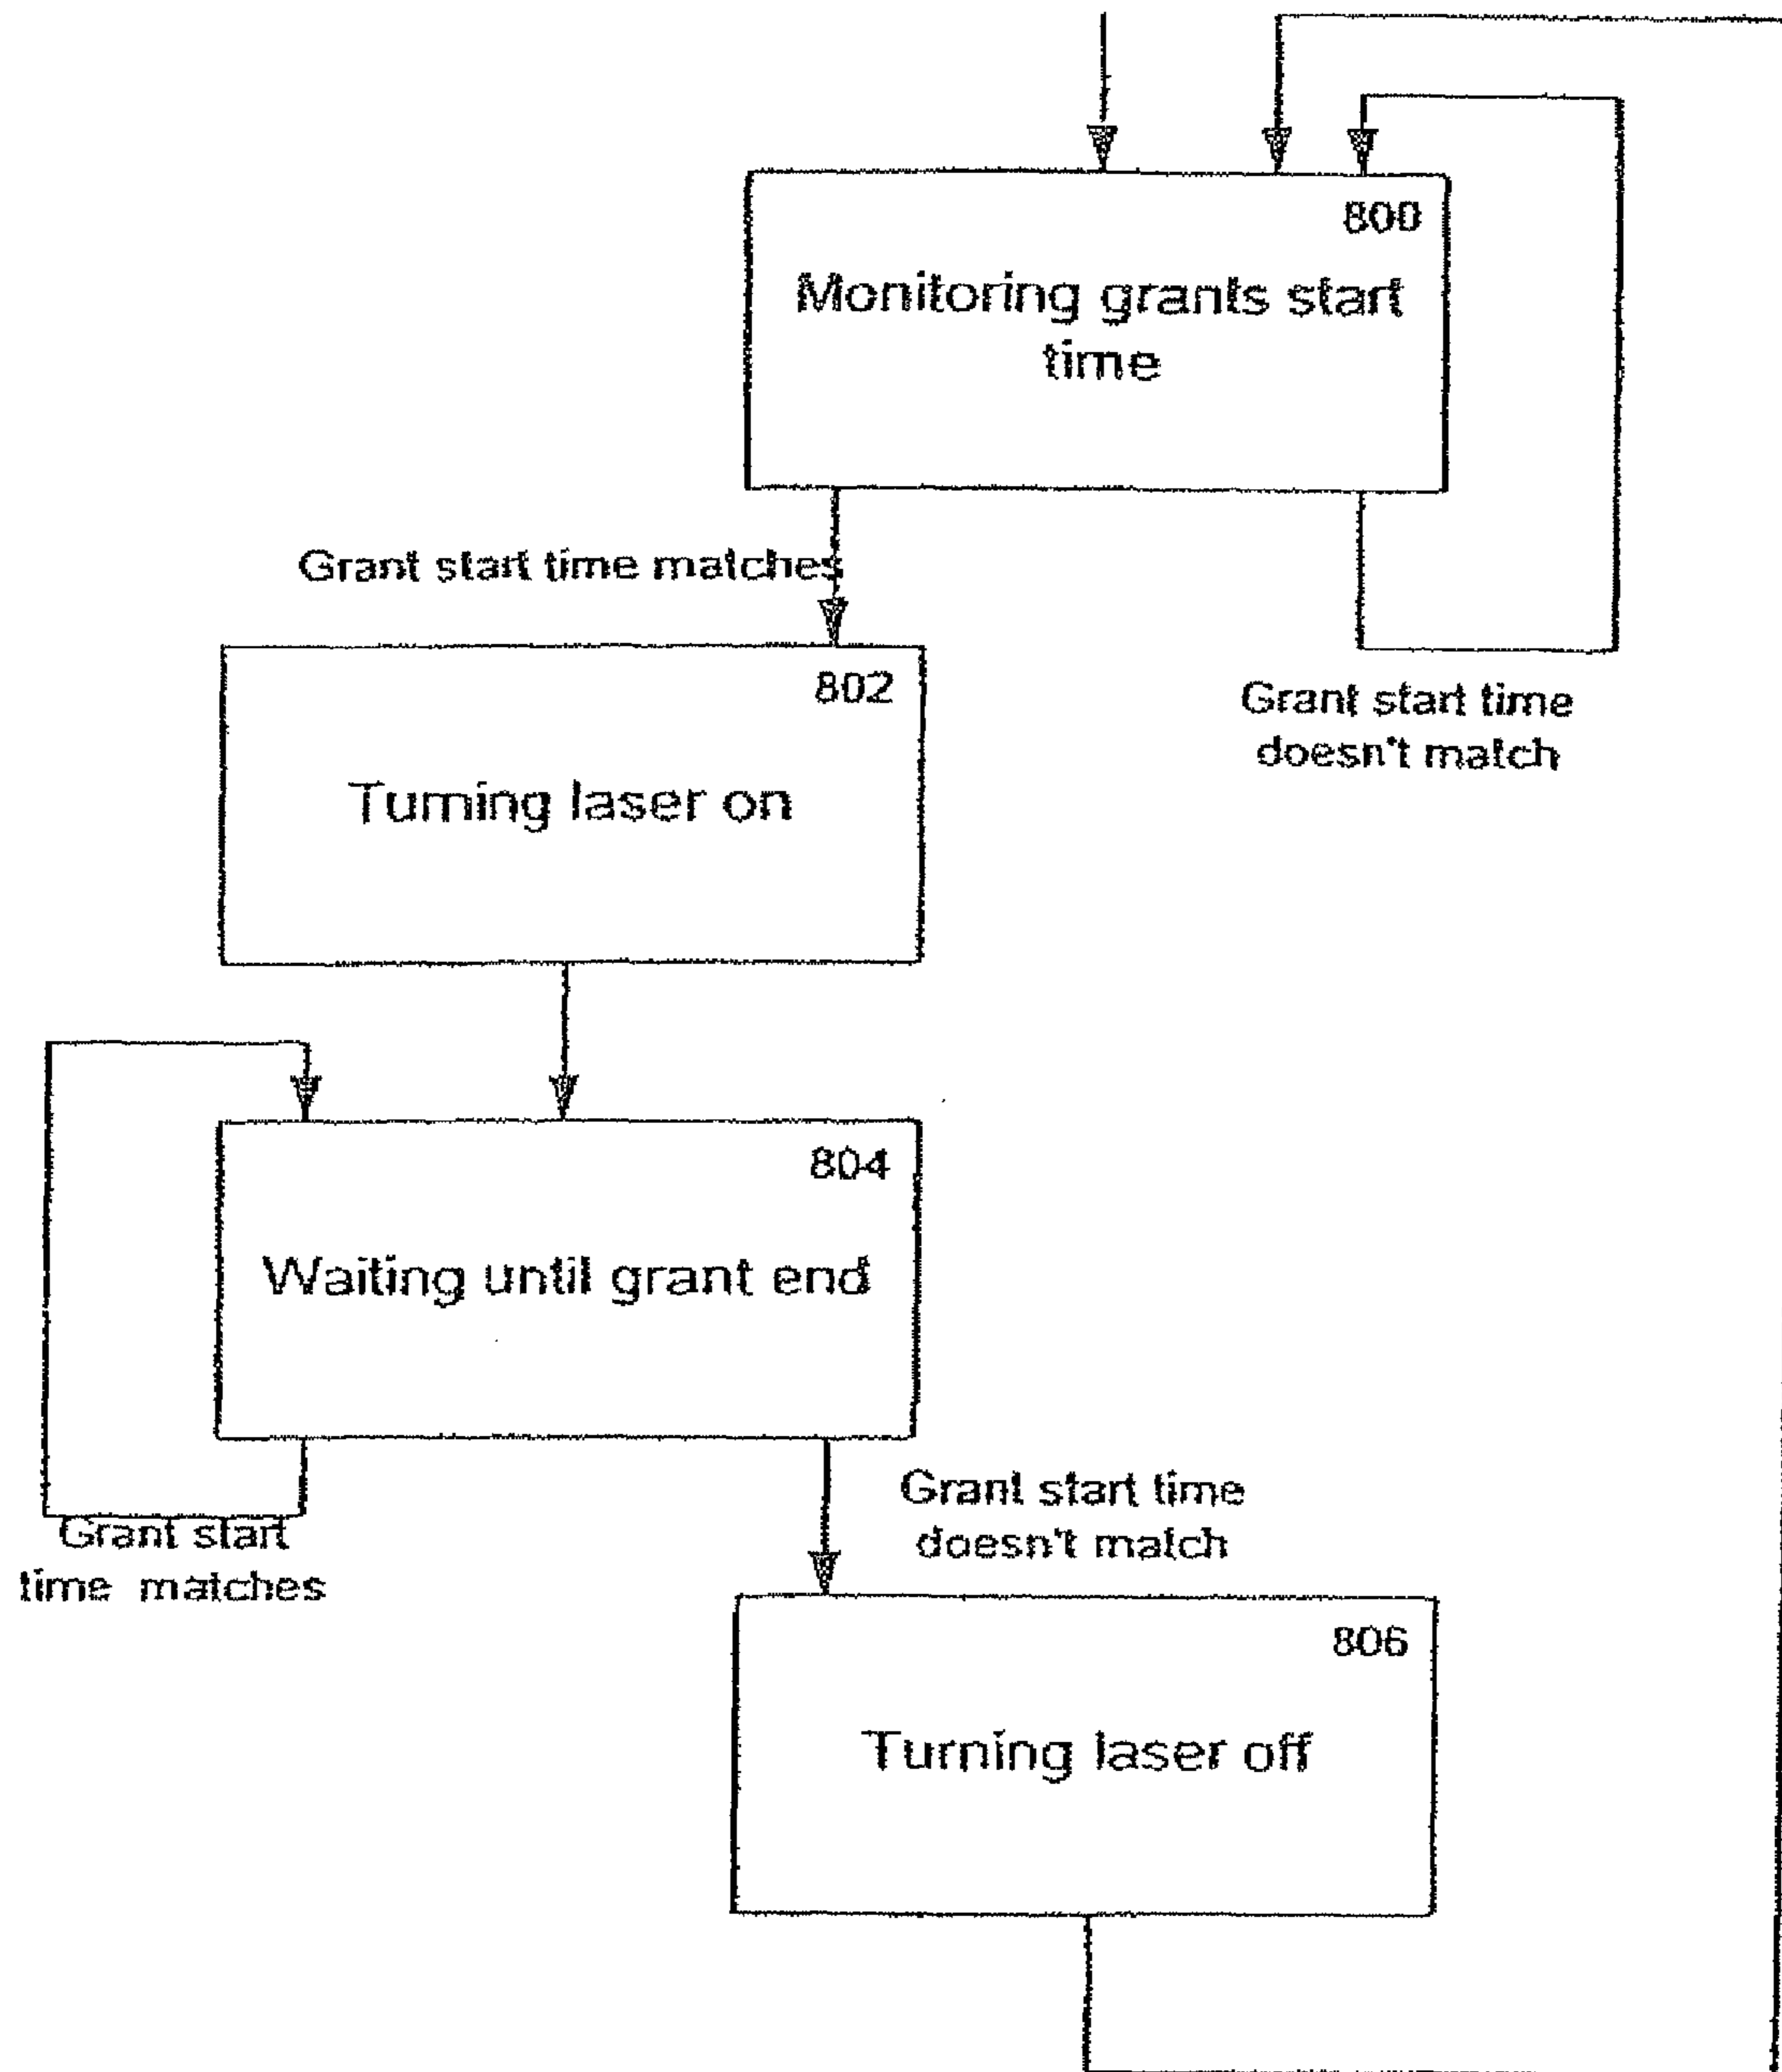 800
Monitoring grants start
time
Grant start time matches
Grant start time
doesn't match
802
Turning laser on
804
Waiting until grant end
Grant start time
doesn't match
Grant start
time matches
806
Turning laser off